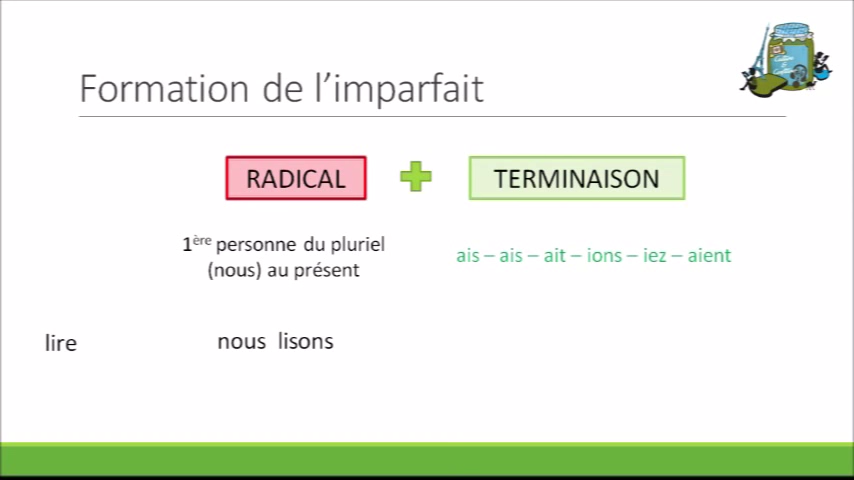 Formation de l'imparfait
RADICAL
TERMINAISON
1ère personne du pluriel
(nous) au présent
ais – ais – ait – ions – iez – aient
lire
nous lisons